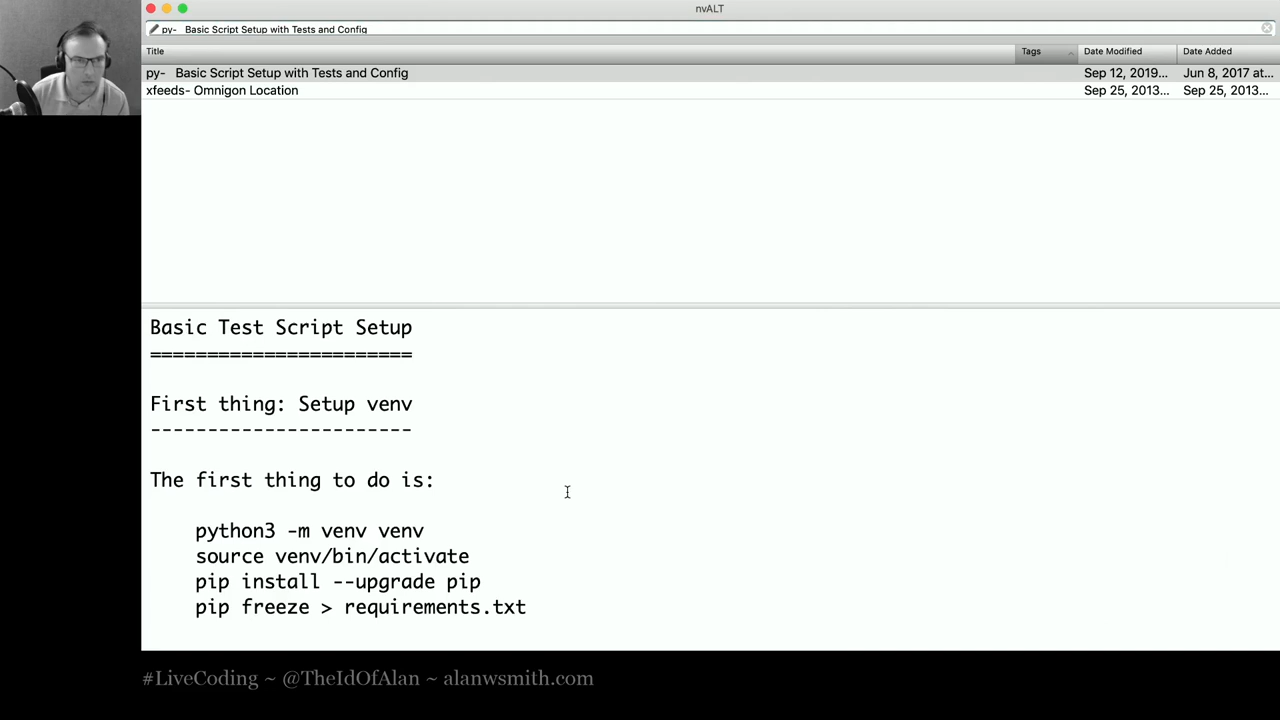 nvALT
py- Basic Script Setup with Tests and Config
Title Tags Date Modified Date Added
py- Basic Script Setup with Tests and Config Sep 12, 2019... Jun 8, 2017 at...
xfeeds- Omnigon Location Sep 25, 2013... Sep 25, 2013...
Basic Test Script Setup
=======================
First thing: Setup venv
-----------------------
The first thing to do is:
python3 -m venv venv
source venv/bin/activate
pip install --upgrade pip
pip freeze > requirements.txt
#LiveCoding ~ @TheIdOfAlan ~ alanwsmith.com